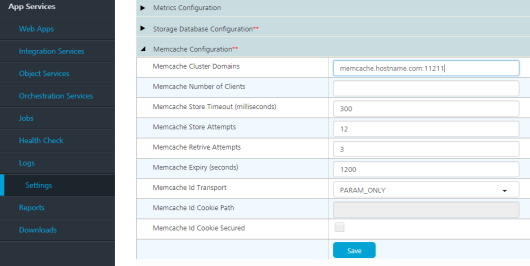 App Services
Web Apps
Integration Services
Object Services
Orchestration Services
Jobs
Health Check
Logs
Settings
Reports
Downloads
Metrics Configuration
Storage Database Configuration**
Memcache Configuration**
Memcache Cluster Domains memcache.hostname.com:11211
Memcache Number of Clients
Memcache Store Timeout (milliseconds) 300
Memcache Store Attempts 12
Memcache Retrive Attempts 3
Memcache Expiry (seconds) 1200
Memcache Id Transport PARAM_ONLY
Memcache Id Cookie Path
Memcache Id Cookie Secured
Save